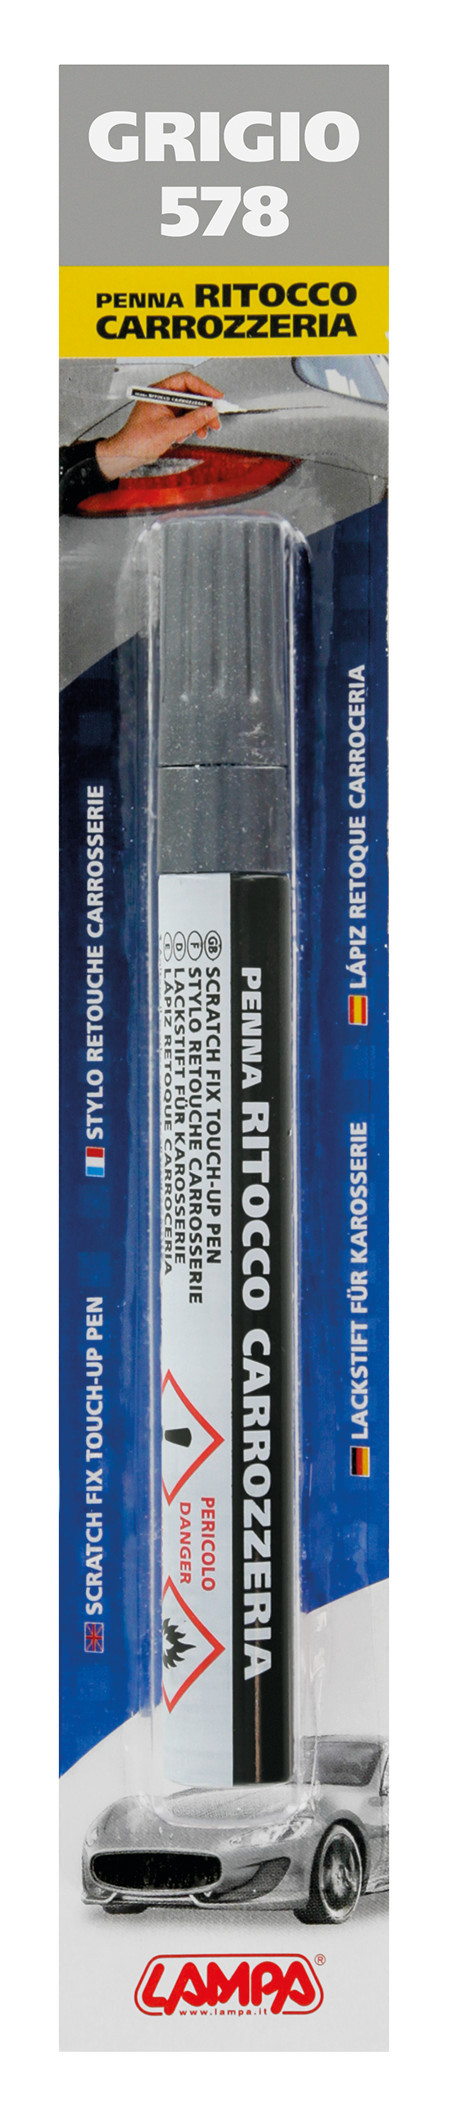 GRIGIO
578
PENNA RITOCCO
CARROZZERIA
STYLO RETOUCHE CARROSSERIE
SCRATCH FIX TOUCH-UP PEN
PENNA RITOCCO CARROZZERIA
GB SCRATCH FIX TOUCH-UP PEN
F STYLO RETOUCHE CARROSSERIE
D LACKSTIFT FÜR KAROSSERIE
E LÁPIZ RETOQUE CARROCERIA
PERICOLO
DANGER
LÁPIZ RETOQUE CARROCERIA
LACKSTIFT FÜR KAROSSERIE
LAMPA®
www.lampa.it